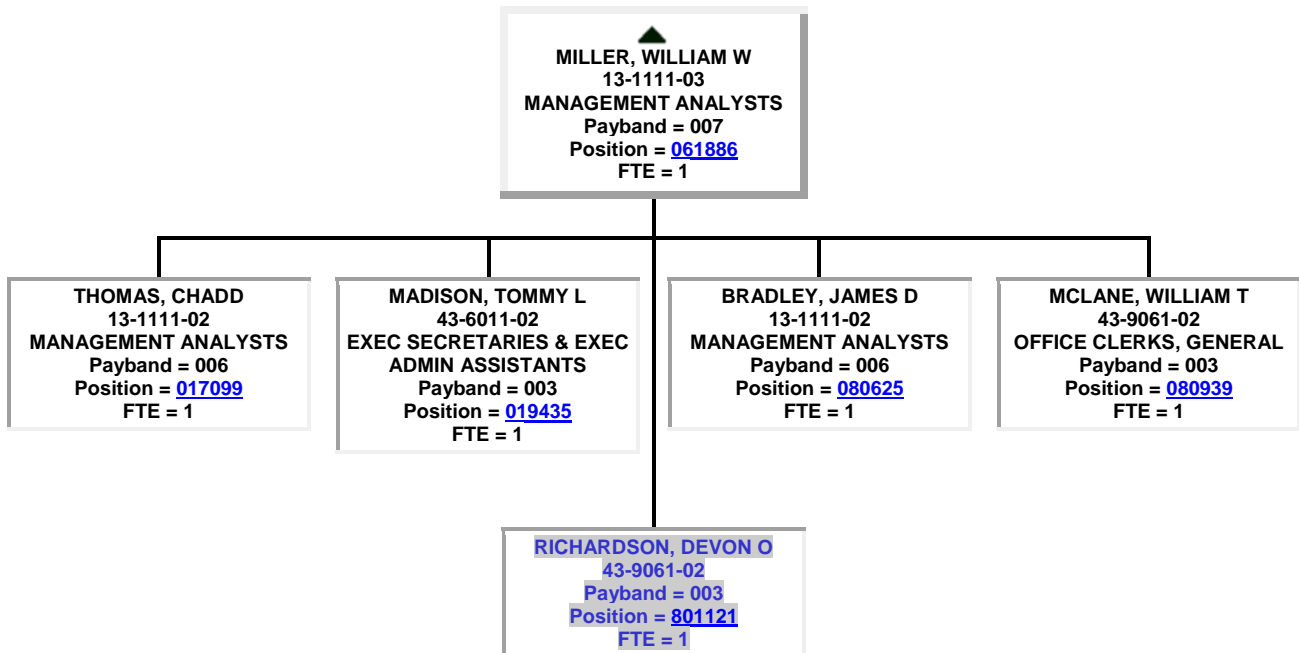 MILLER, WILLIAM W
13-1111-03
MANAGEMENT ANALYSTS
Payband = 007
Position = 061886
FTE = 1
THOMAS, CHADD
13-1111-02
MANAGEMENT ANALYSTS
Payband = 006
Position = 017099
FTE = 1
MADISON, TOMMY L
43-6011-02
EXEC SECRETARIES & EXEC
ADMIN ASSISTANTS
Payband = 003
Position = 019435
FTE = 1
BRADLEY, JAMES D
13-1111-02
MANAGEMENT ANALYSTS
Payband = 006
Position = 080625
FTE = 1
MCLANE, WILLIAM T
43-9061-02
OFFICE CLERKS, GENERAL
Payband = 003
Position = 080939
FTE = 1
RICHARDSON, DEVON O
43-9061-02
Payband = 003
Position = 801121
FTE = 1